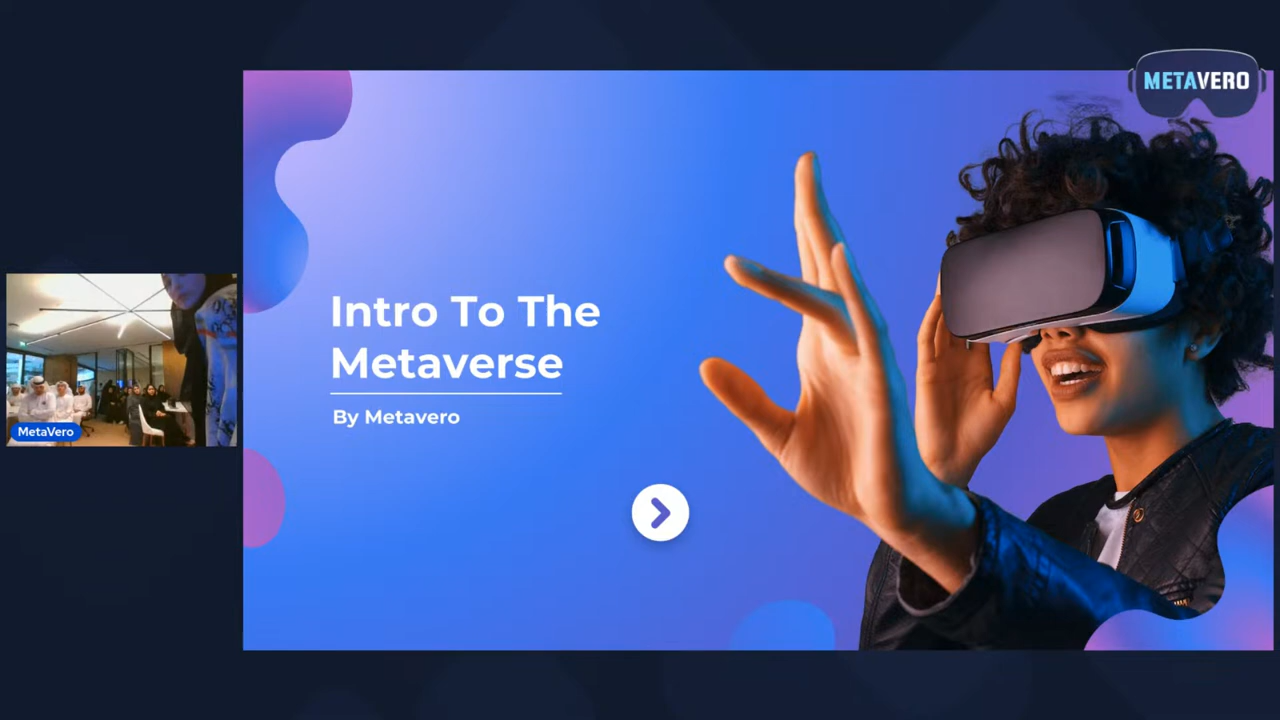 METAVERO
Intro To The
Metaverse
By Metavero
MetaVero